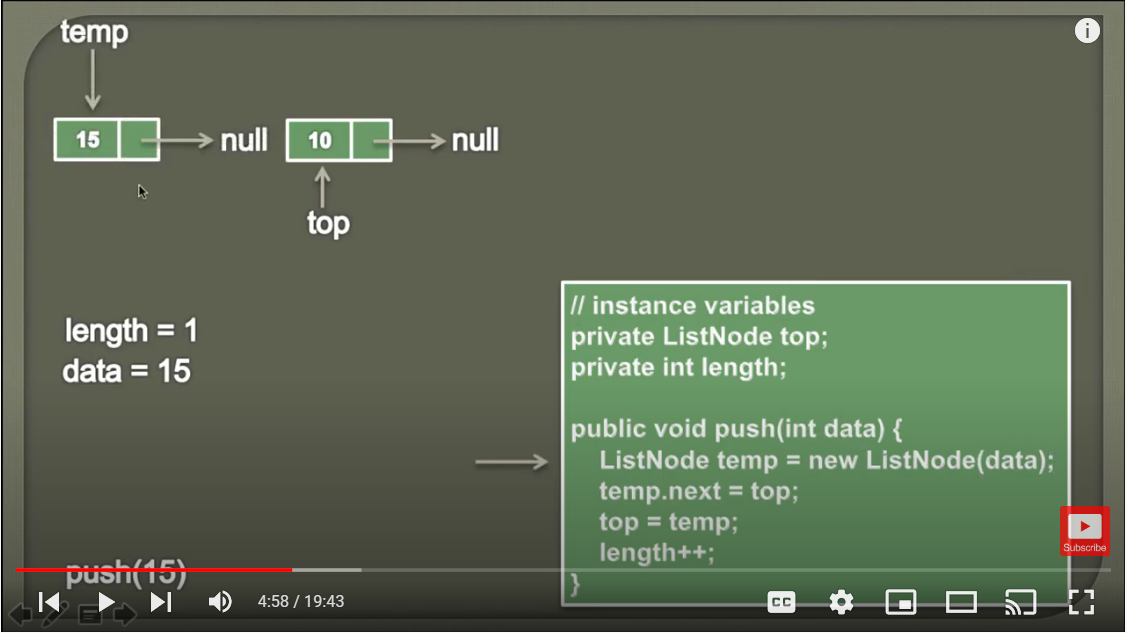 temp
15 null 10 null
top
length = 1
data = 15
// instance variables
private ListNode top;
private int length;
public void push(int data) {
ListNode temp = new ListNode(data);
temp.next = top;
top = temp;
length++;
}
push(15)
Subscribe
4:58 / 19:43
CC
i